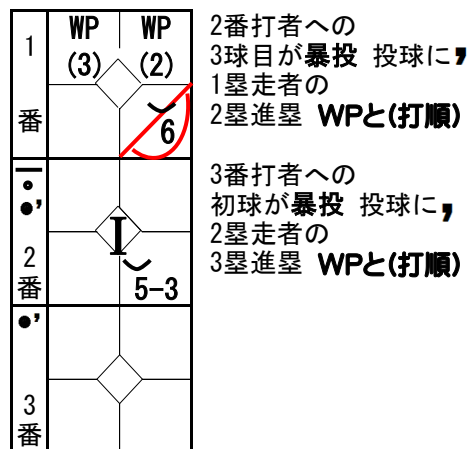 1
番
WP
(3)
WP
(2)
6
2番打者への
3球目が暴投 投球に❜
1塁走者の
2塁進塁 WPと(打順)
●❜
2
番
I
5-3
3番打者への
初球が暴投 投球に❜
2塁走者の
3塁進塁 WPと(打順)
●❜
3
番